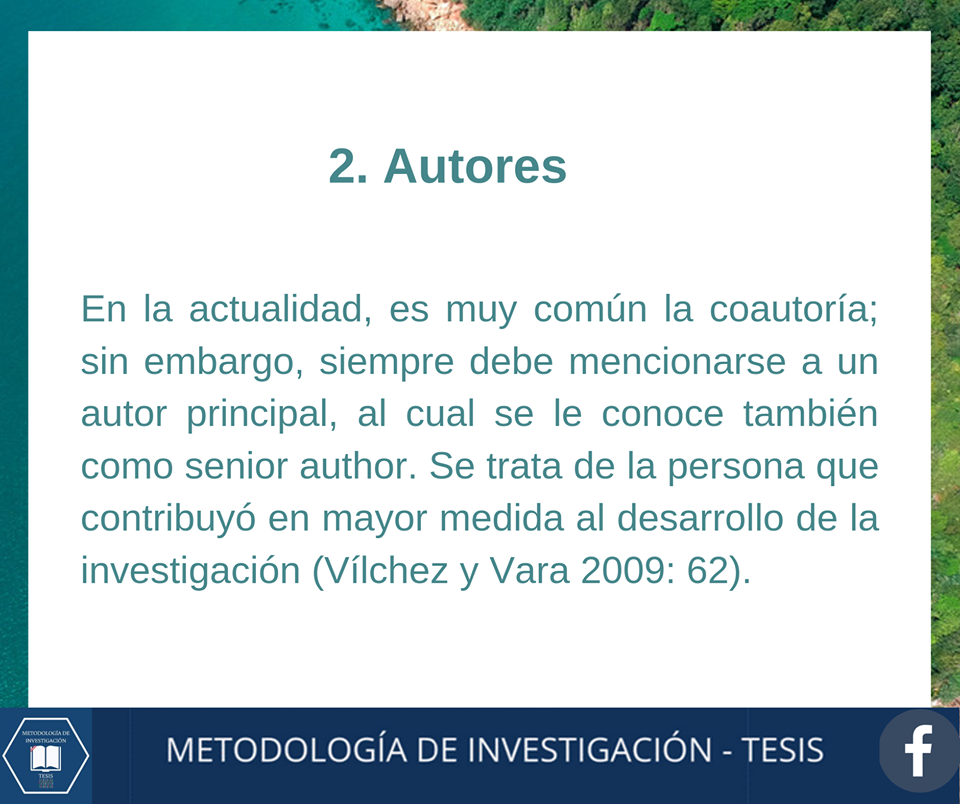 2. Autores
En la actualidad, es muy común la coautoría;
sin embargo, siempre debe mencionarse a un
autor principal, al cual se le conoce también
como senior author. Se trata de la persona que
contribuyó en mayor medida al desarrollo de la
investigación (Vílchez y Vara 2009: 62).
METODOLOGÍA DE
INVESTIGACIÓN
TESIS
METODOLOGÍA DE INVESTIGACIÓN - TESIS
f